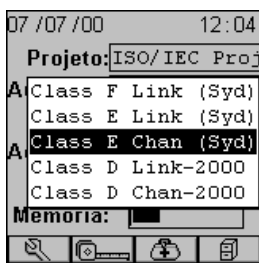 07/07/00 12:04
Projeto: ISO/IEC Proj
A
Class F Link (Syd)
Class E Link (Syd)
Class E Chan (Syd)
A
Class D Link-2000
Class D Chan-2000
Memória: